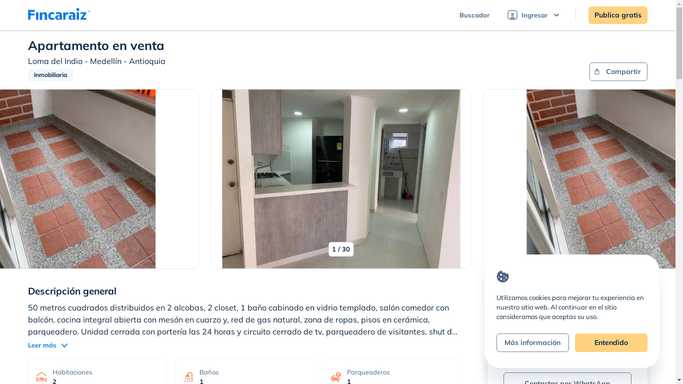 Fincaraiz
Buscador
Ingresar
Publica gratis
Apartamento en venta
Loma del Indio - Medellín - Antioquia
Inmobiliaria
Compartir
1 / 30
Descripción general
50 metros cuadrados distribuidos en 2 alcobas, 2 closet, 1 baño cabinado en vidrio templado, salón comedor con
balcón, cocina integral abierta con mesón en cuarzo y, red de gas natural, zona de ropas, pisos en cerámica,
parqueadero. Unidad cerrada con portería las 24 horas y circuito cerrado de tv, parqueadero de visitantes, shut d...
Leer más
Habitaciones
2
Baños
1
Parqueaderos
1
Utilizamos cookies para mejorar tu experiencia en
nuestro sitio web. Al continuar en el sitio
consideramos que aceptas su uso.
Más información
Entendido
Contactar por WhatsApp